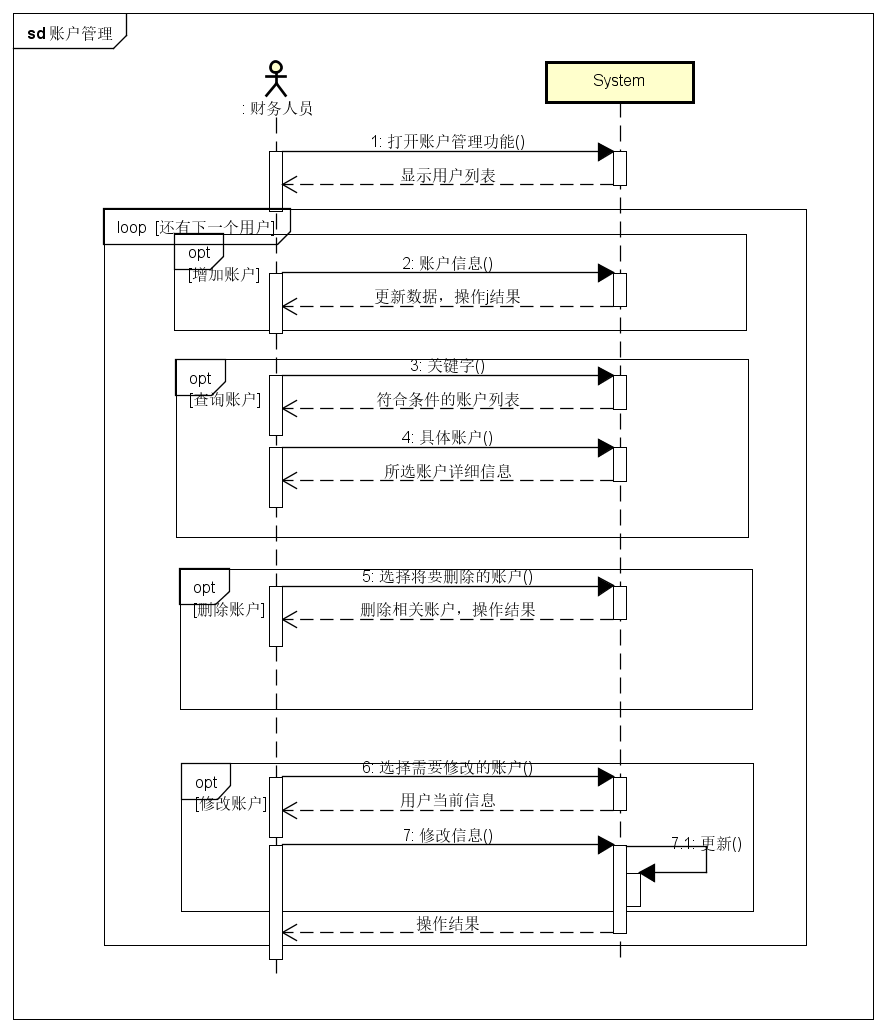 sd 账户管理
: 财务人员
System
1: 打开账户管理功能()
显示用户列表
loop [还有下一个用户]
opt
[增加账户]
2: 账户信息()
更新数据，操作j结果
opt
[查询账户]
3: 关键字()
符合条件的账户列表
4: 具体账户()
所选账户详细信息
opt
[删除账户]
5: 选择将要删除的账户()
删除相关账户，操作结果
opt
[修改账户]
6: 选择需要修改的账户()
用户当前信息
7: 修改信息()
7.1: 更新()
操作结果